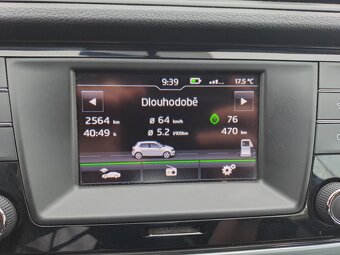 9:39 17.5 °C
Dlouhodobě
2564 km ø 64 km/h 76
40:49 h. ø 5.2 l/100km 470 km